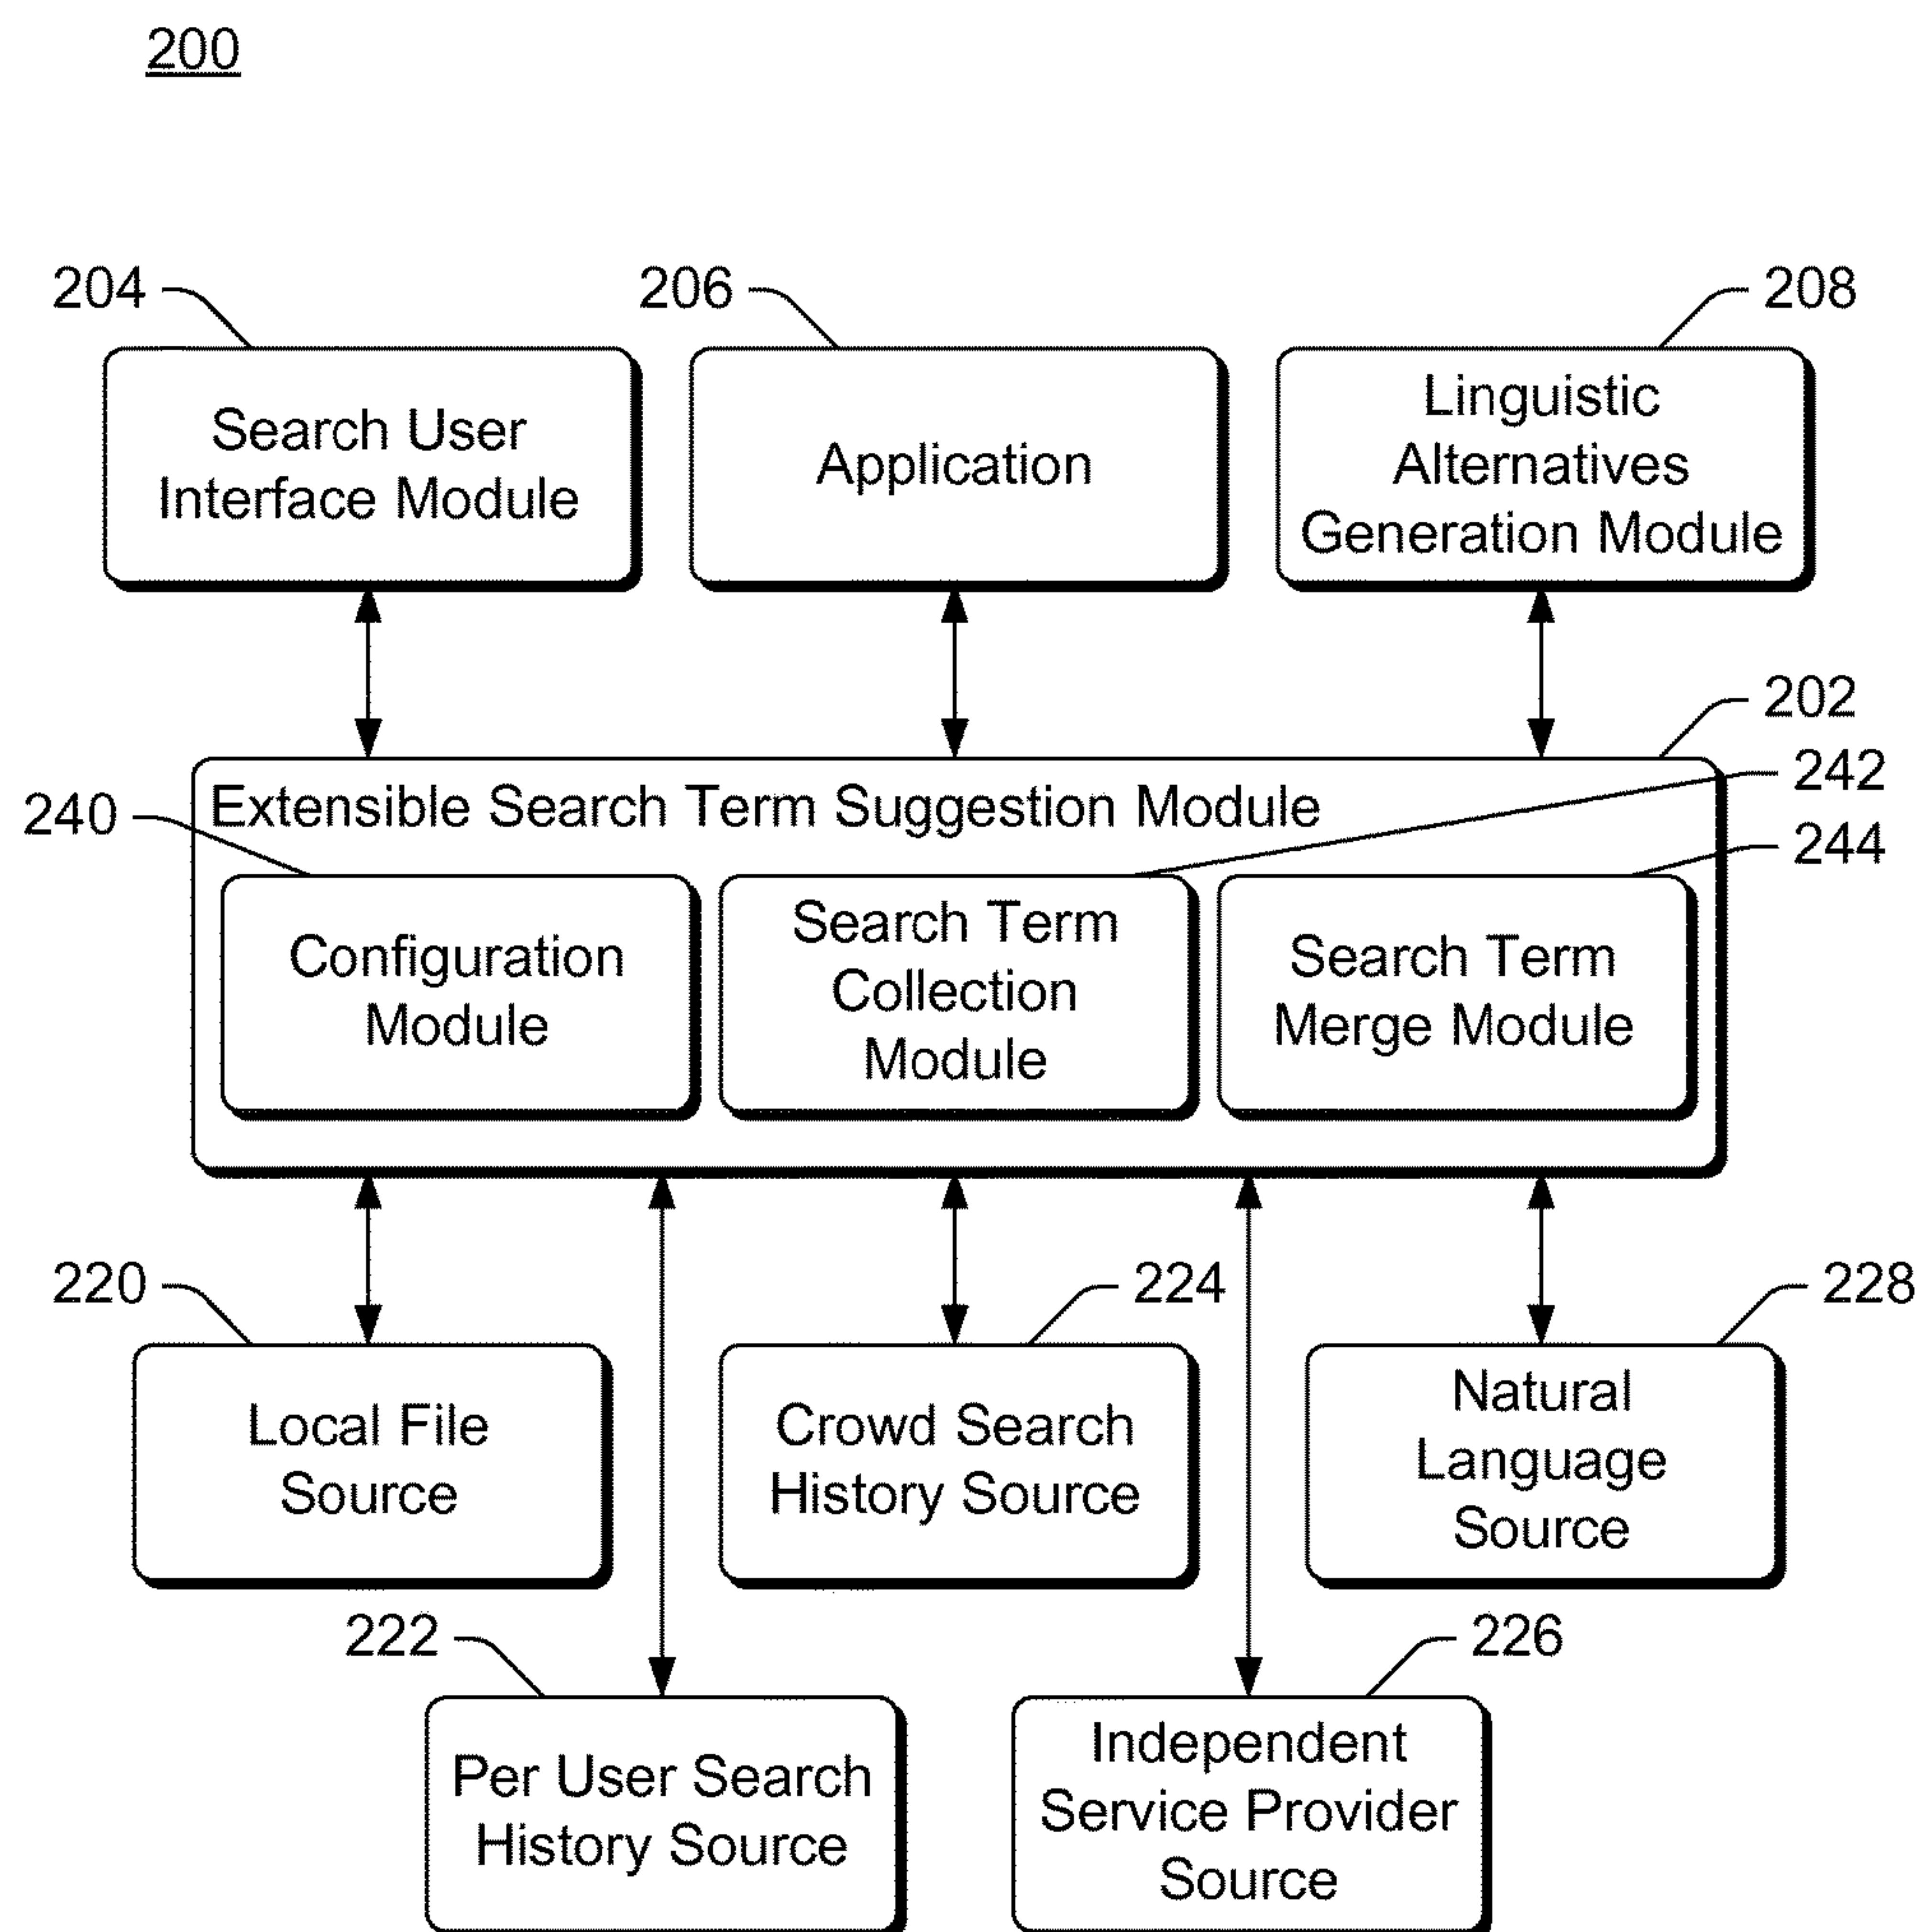 200
204
206
208
Search User
Interface Module
Application
Linguistic
Alternatives
Generation Module
202
242
240
Extensible Search Term Suggestion Module
244
Configuration
Module
Search Term
Collection
Module
Search Term
Merge Module
220
224
228
Local File
Source
Crowd Search
History Source
Natural
Language
Source
222
226
Per User Search
History Source
Independent
Service Provider
Source